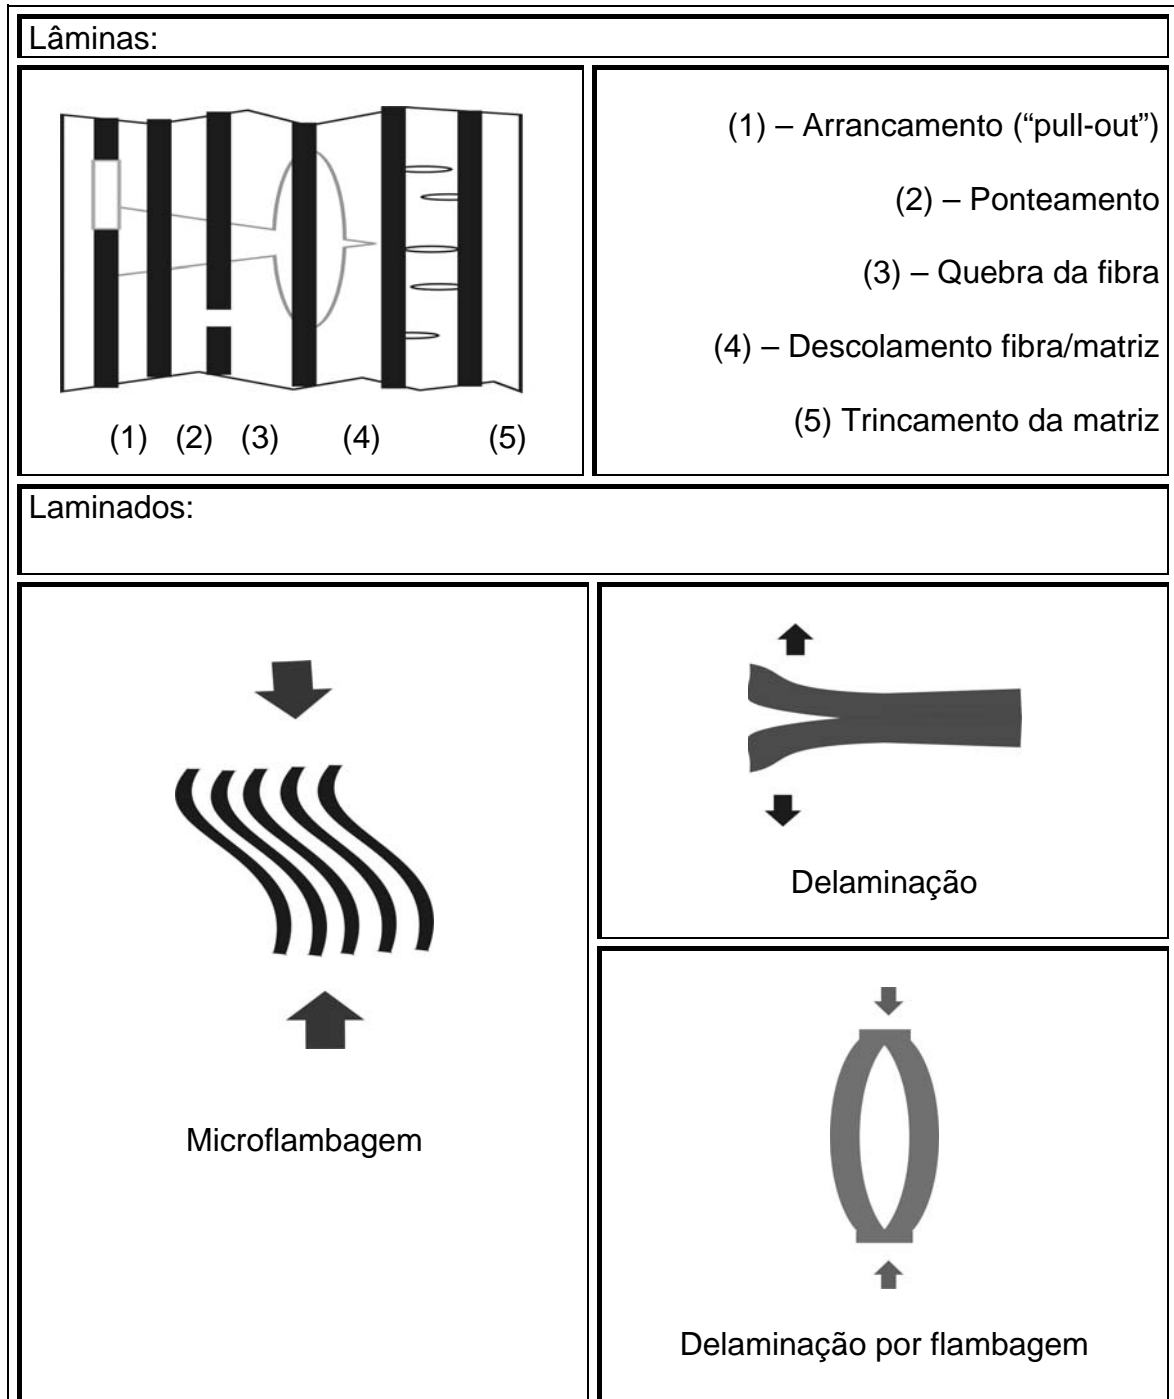 Lâminas:
(1) (2) (3) (4) (5)
(1) – Arrancamento (“pull-out”)
(2) – Ponteamento
(3) – Quebra da fibra
(4) – Descolamento fibra/matriz
(5) Trincamento da matriz
Laminados:
Microflambagem
Delaminação
Delaminação por flambagem